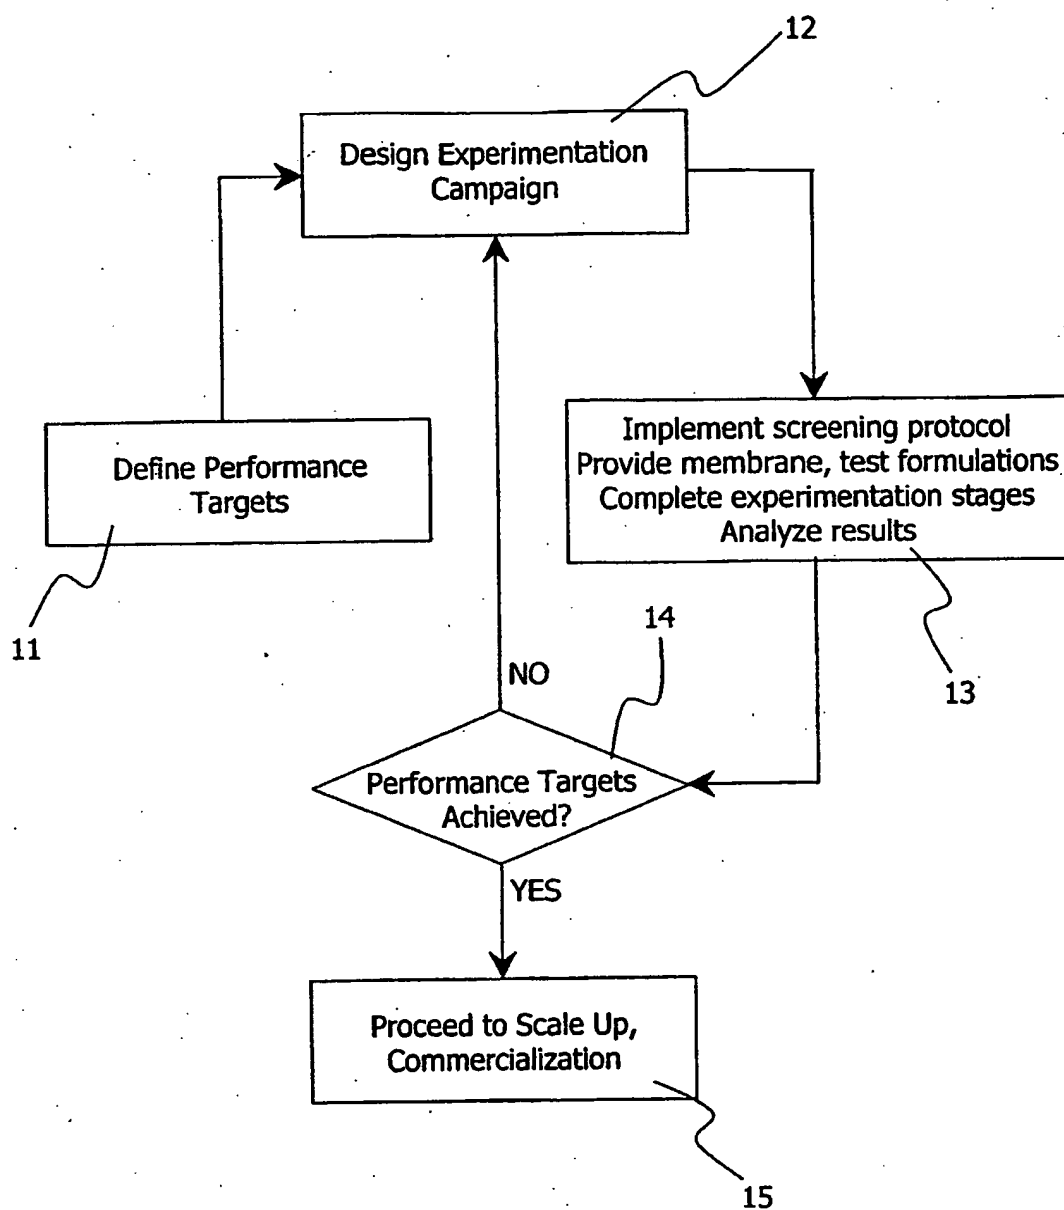 12
Design Experimentation
Campaign
Define Performance
Targets
11
Implement screening protocol
Provide membrane, test formulations
Complete experimentation stages
Analyze results
13
14
NO
Performance Targets
Achieved?
YES
Proceed to Scale Up,
Commercialization
15